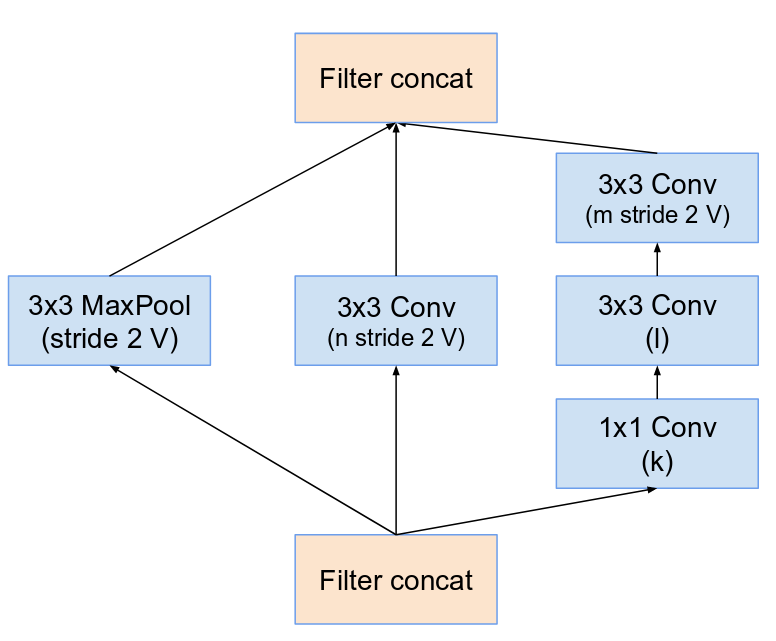 Filter concat
3x3 Conv
(m stride 2 V)
3x3 MaxPool
(stride 2 V)
3x3 Conv
(n stride 2 V)
3x3 Conv
(l)
1x1 Conv
(k)
Filter concat